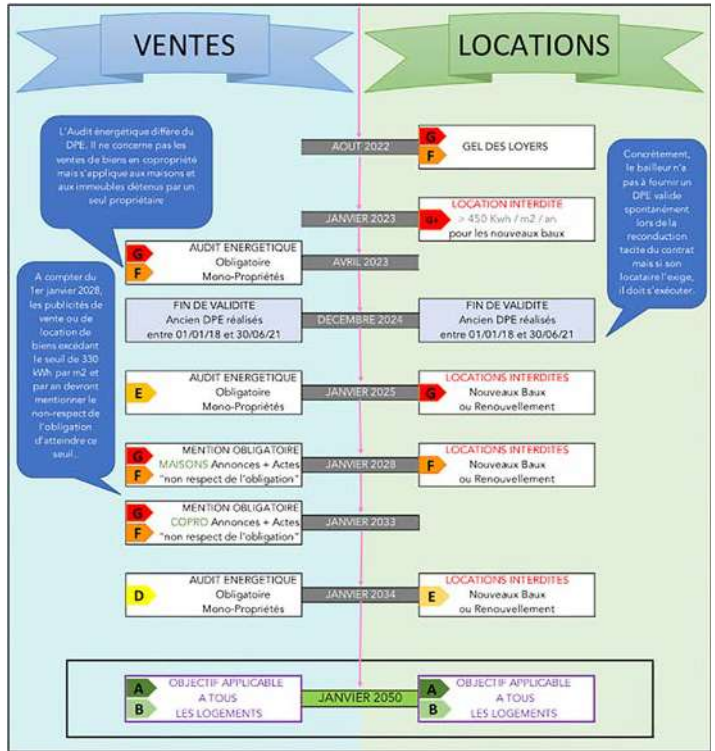 VENTES
LOCATIONS
L'Audit énergétique diffère du
DPE. Il ne concerne pas les
ventes de biens en copropriété
mais s'applique aux maisons et
aux immeubles détenus par un
seul propriétaire
AOUT 2022
G
F
GEL DES LOYERS
Concrètement,
le bailleur n'a
pas à fournir un
DPE valide
spontanément
lors de la
reconduction
tacite du contrat
mais si son
locataire l'exige,
il doit s'exécuter.
JANVIER 2023
G+
LOCATION INTERDITE
> 450 Kwh / m2 / an
pour les nouveaux baux
G
F
AUDIT ENERGETIQUE
Obligatoire
Mono-Propriétés
AVRIL 2023
A compter du
1er janvier 2028,
les publicités de
vente ou de
location de
biens excédant
le seuil de 330
kWh par m2 et
par an devront
mentionner le
non-respect de
l'obligation
d'atteindre ce
seuil..
FIN DE VALIDITE
Ancien DPE réalisés
entre 01/01/18 et 30/06/21
DECEMBRE 2024
FIN DE VALIDITE
Ancien DPE réalisés
entre 01/01/18 et 30/06/21
E
AUDIT ENERGETIQUE
Obligatoire
Mono-Propriétés
JANVIER 2025
G
LOCATIONS INTERDITES
Nouveaux Baux
ou Renouvellement
G
F
MENTION OBLIGATOIRE
MAISONS Annonces + Actes
"non respect de l'obligation"
JANVIER 2028
F
LOCATIONS INTERDITES
Nouveaux Baux
ou Renouvellement
G
F
MENTION OBLIGATOIRE
COPRO Annonces + Actes
"non respect de l'obligation"
JANVIER 2033
D
AUDIT ENERGETIQUE
Obligatoire
Mono-Propriétés
JANVIER 2034
E
LOCATIONS INTERDITES
Nouveaux Baux
ou Renouvellement
A
B
OBJECTIF APPLICABLE
A TOUS
LES LOGEMENTS
JANVIER 2050
A
B
OBJECTIF APPLICABLE
A TOUS
LES LOGEMENTS